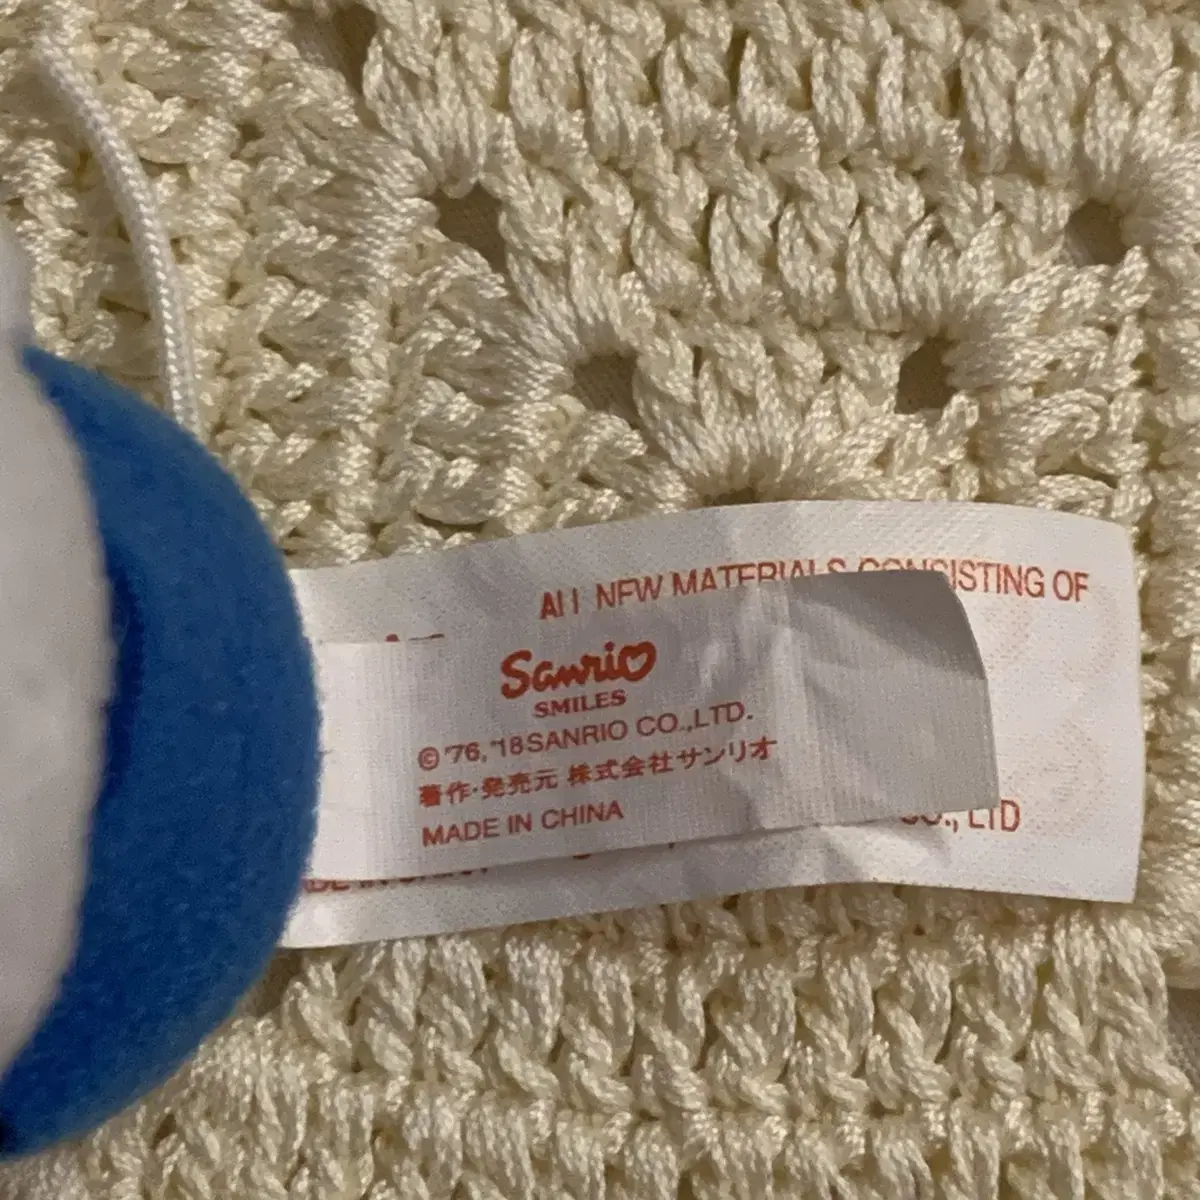 ALL NEW MATERIALS CONSISTING OF
Sanrio
SMILES
© '76, '18 SANRIO CO., LTD.
著作・発売元 株式会社サンリオ
MADE IN CHINA
CO., LTD